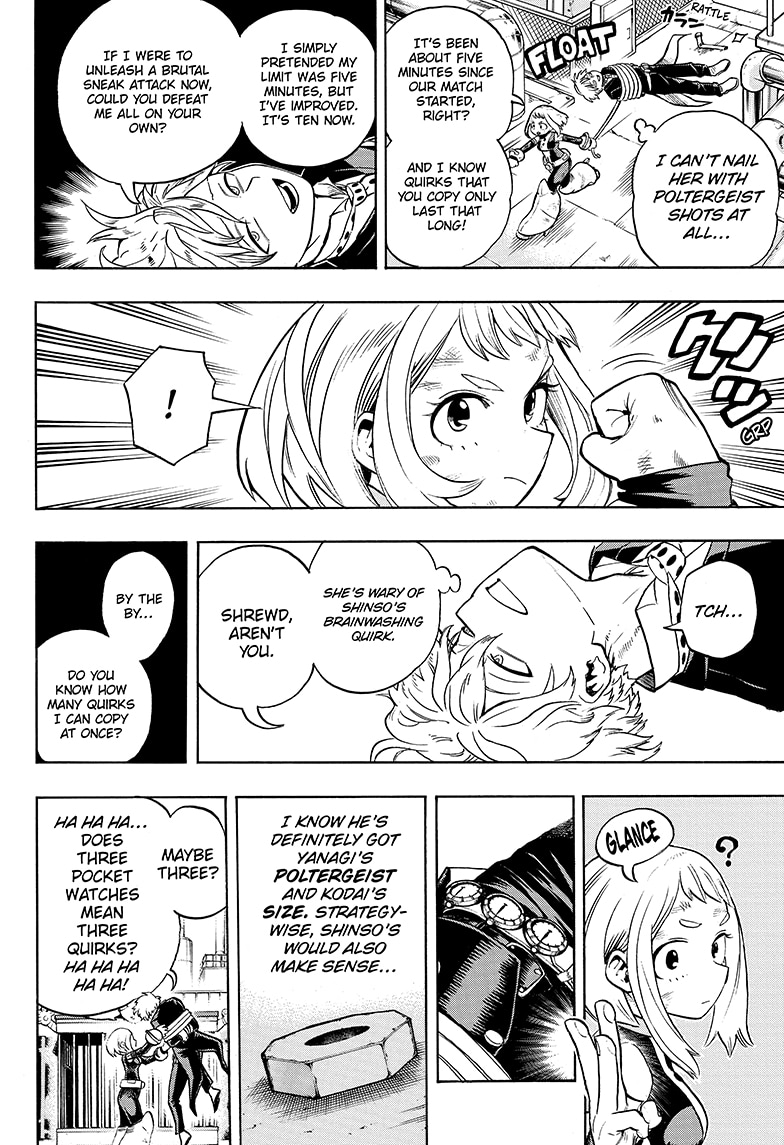 カラン
RATTLE
FLOAT
IT'S BEEN
ABOUT FIVE
MINUTES SINCE
OUR MATCH
STARTED,
RIGHT?
AND I KNOW
QUIRKS THAT
YOU COPY ONLY
LAST THAT
LONG!
I CAN'T NAIL
HER WITH
POLTERGEIST
SHOTS AT
ALL...
I SIMPLY
PRETENDED MY
LIMIT WAS FIVE
MINUTES, BUT
I'VE IMPROVED.
IT'S TEN NOW.
IF I WERE TO
UNLEASH A BRUTAL
SNEAK ATTACK NOW,
COULD YOU DEFEAT
ME ALL ON YOUR
OWN?
グッ
GRP
!
TCH...
SHE'S WARY OF
SHINSO'S
BRAINWASHING
QUIRK.
SHREWD,
AREN'T
YOU.
BY THE
BY...
DO YOU
KNOW HOW
MANY QUIRKS
I CAN COPY
AT ONCE?
?
GLANCE
I KNOW HE'S
DEFINITELY GOT
YANAGI'S
POLTERGEIST
AND KODAI'S
SIZE. STRATEGY-
WISE, SHINSO'S
WOULD ALSO
MAKE SENSE...
MAYBE
THREE?
HA HA HA...
DOES
THREE
POCKET
WATCHES
MEAN
THREE
QUIRKS?
HA HA HA
HA HA!